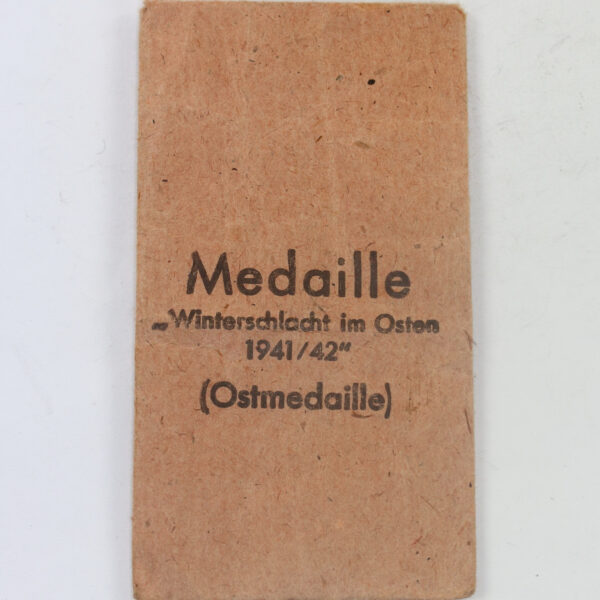 Medaille
„Winterschlacht im Osten
1941/42“
(Ostmedaille)